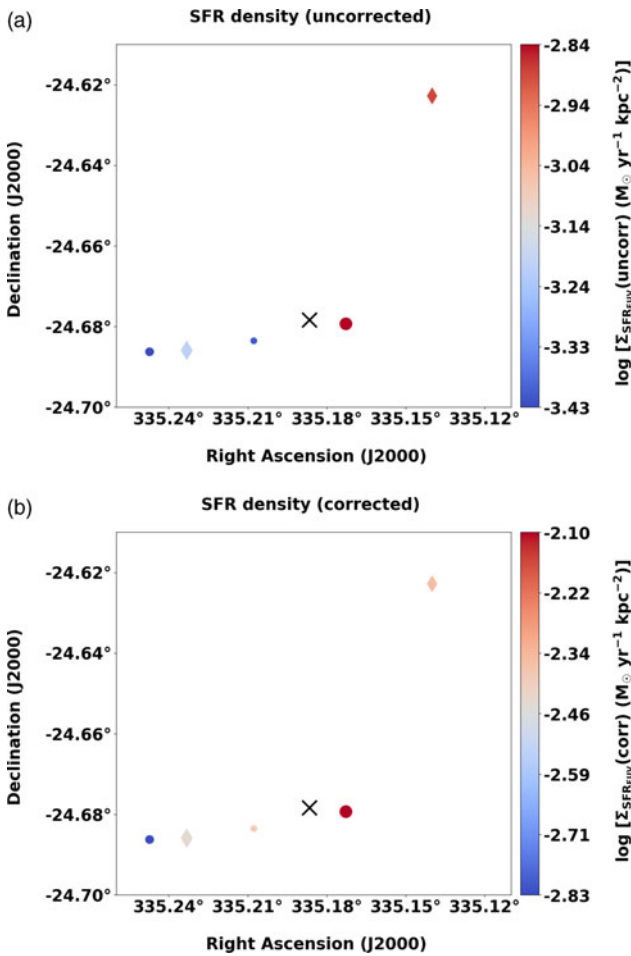 (a)
SFR density (uncorrected)
-24.62°
-24.64°
-24.66°
-24.68°
-24.70°
Declination (J2000)
335.24° 335.21° 335.18° 335.15° 335.12°
Right Ascension (J2000)
-2.84
-2.94
-3.04
-3.14
-3.24
-3.33
-3.43
log [Σ_SFR_FUV(uncorr) (M⊙ yr⁻¹ kpc⁻²)]
(b)
SFR density (corrected)
-24.62°
-24.64°
-24.66°
-24.68°
-24.70°
Declination (J2000)
335.24° 335.21° 335.18° 335.15° 335.12°
Right Ascension (J2000)
-2.10
-2.22
-2.34
-2.46
-2.59
-2.71
-2.83
log [Σ_SFR_FUV(corr) (M⊙ yr⁻¹ kpc⁻²)]